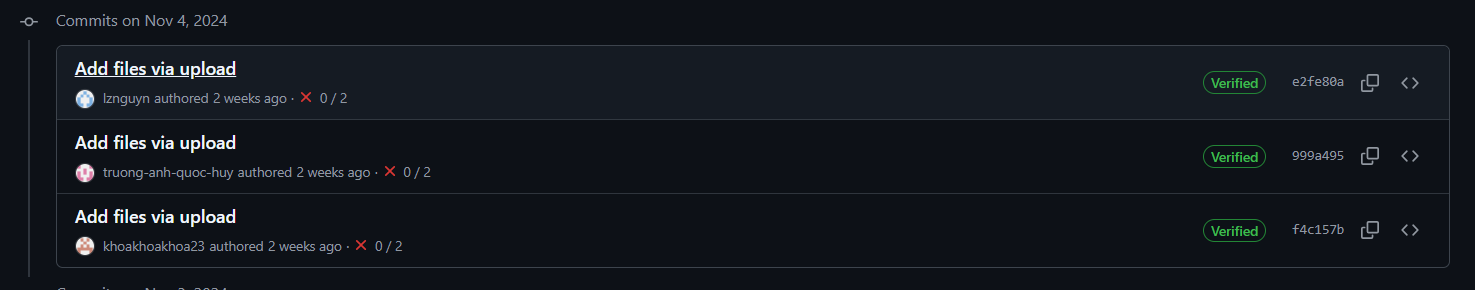 Commits on Nov 4, 2024
Add files via upload
lznguyn authored 2 weeks ago · ✕ 0 / 2
Verified
e2fe80a
Add files via upload
truong-anh-quoc-huy authored 2 weeks ago · ✕ 0 / 2
Verified
999a495
Add files via upload
khoakhoakhoa23 authored 2 weeks ago · ✕ 0 / 2
Verified
f4c157b